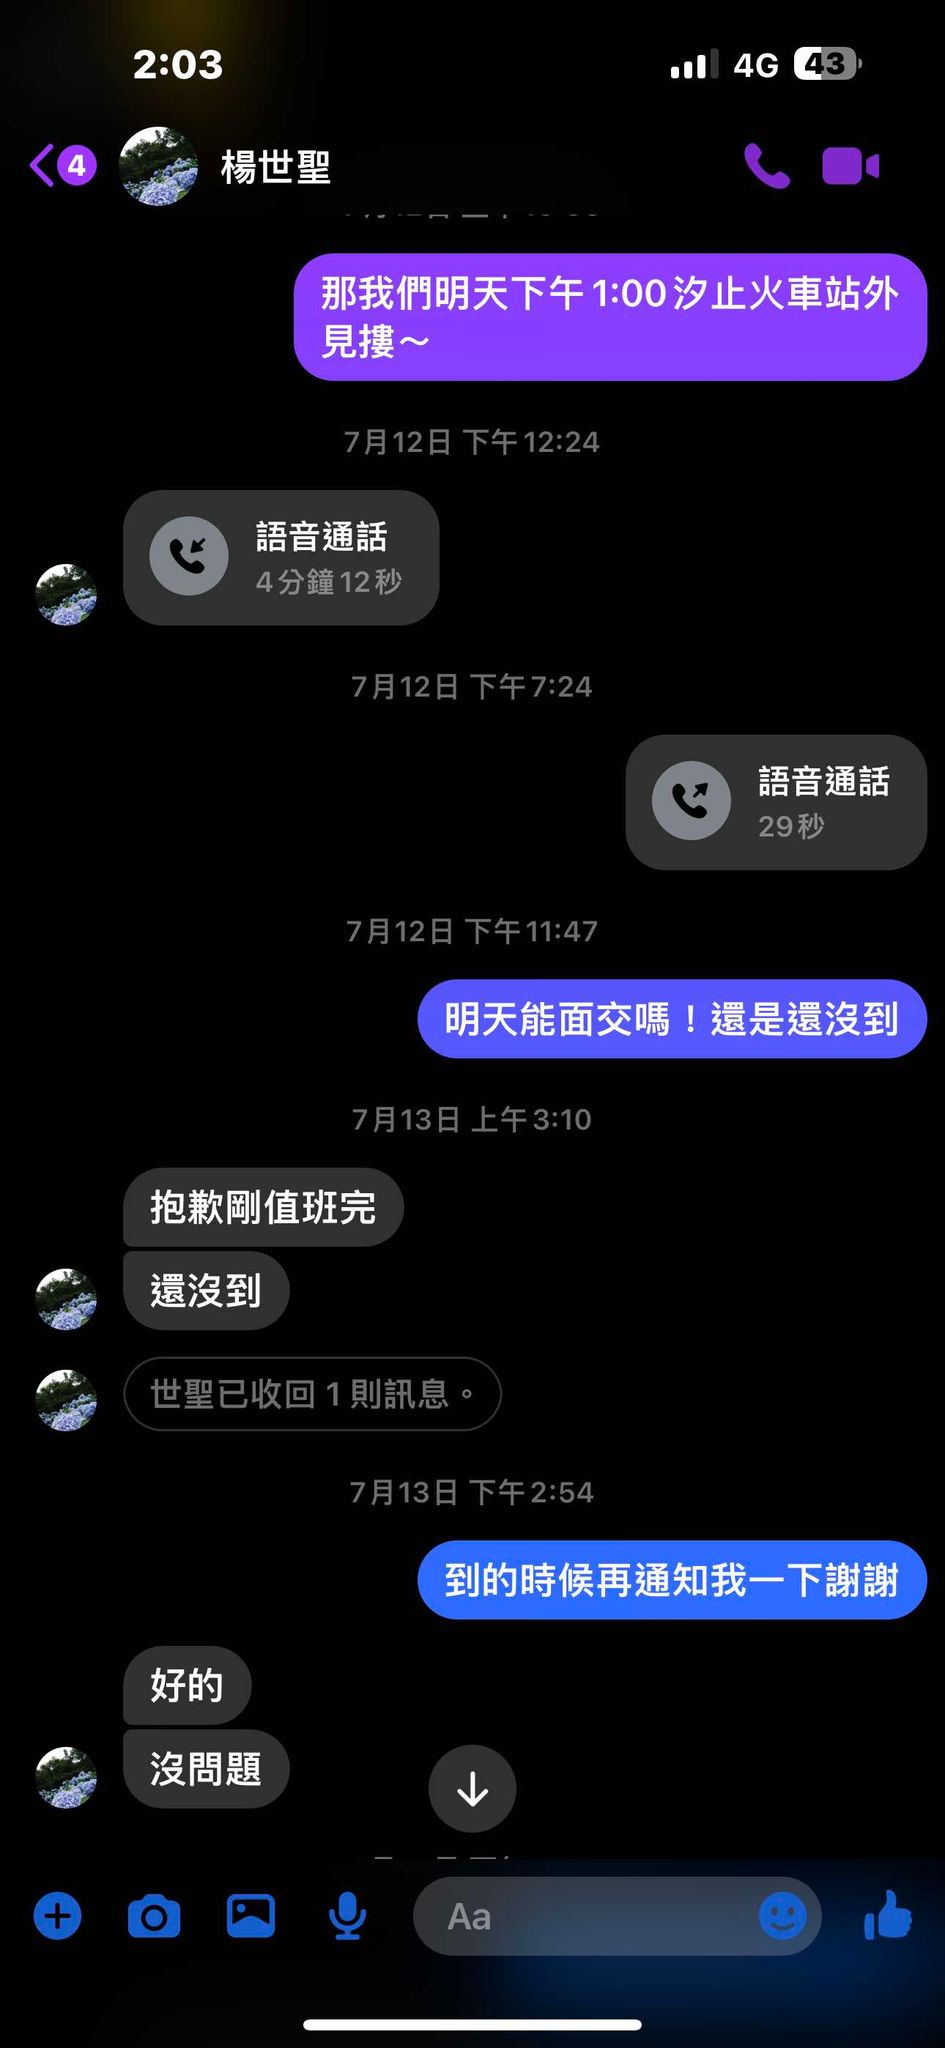 2:03
4G
43
4
楊世聖
那我們明天下午1:00汐止火車站外
見摟～
7月12日 下午12:24
語音通話
4分鐘12秒
7月12日 下午7:24
語音通話
29秒
7月12日 下午11:47
明天能面交嗎！還是還沒到
7月13日 上午3:10
抱歉剛值班完
還沒到
世聖已收回 1 則訊息。
7月13日 下午2:54
到的時候再通知我一下謝謝
好的
沒問題
Aa